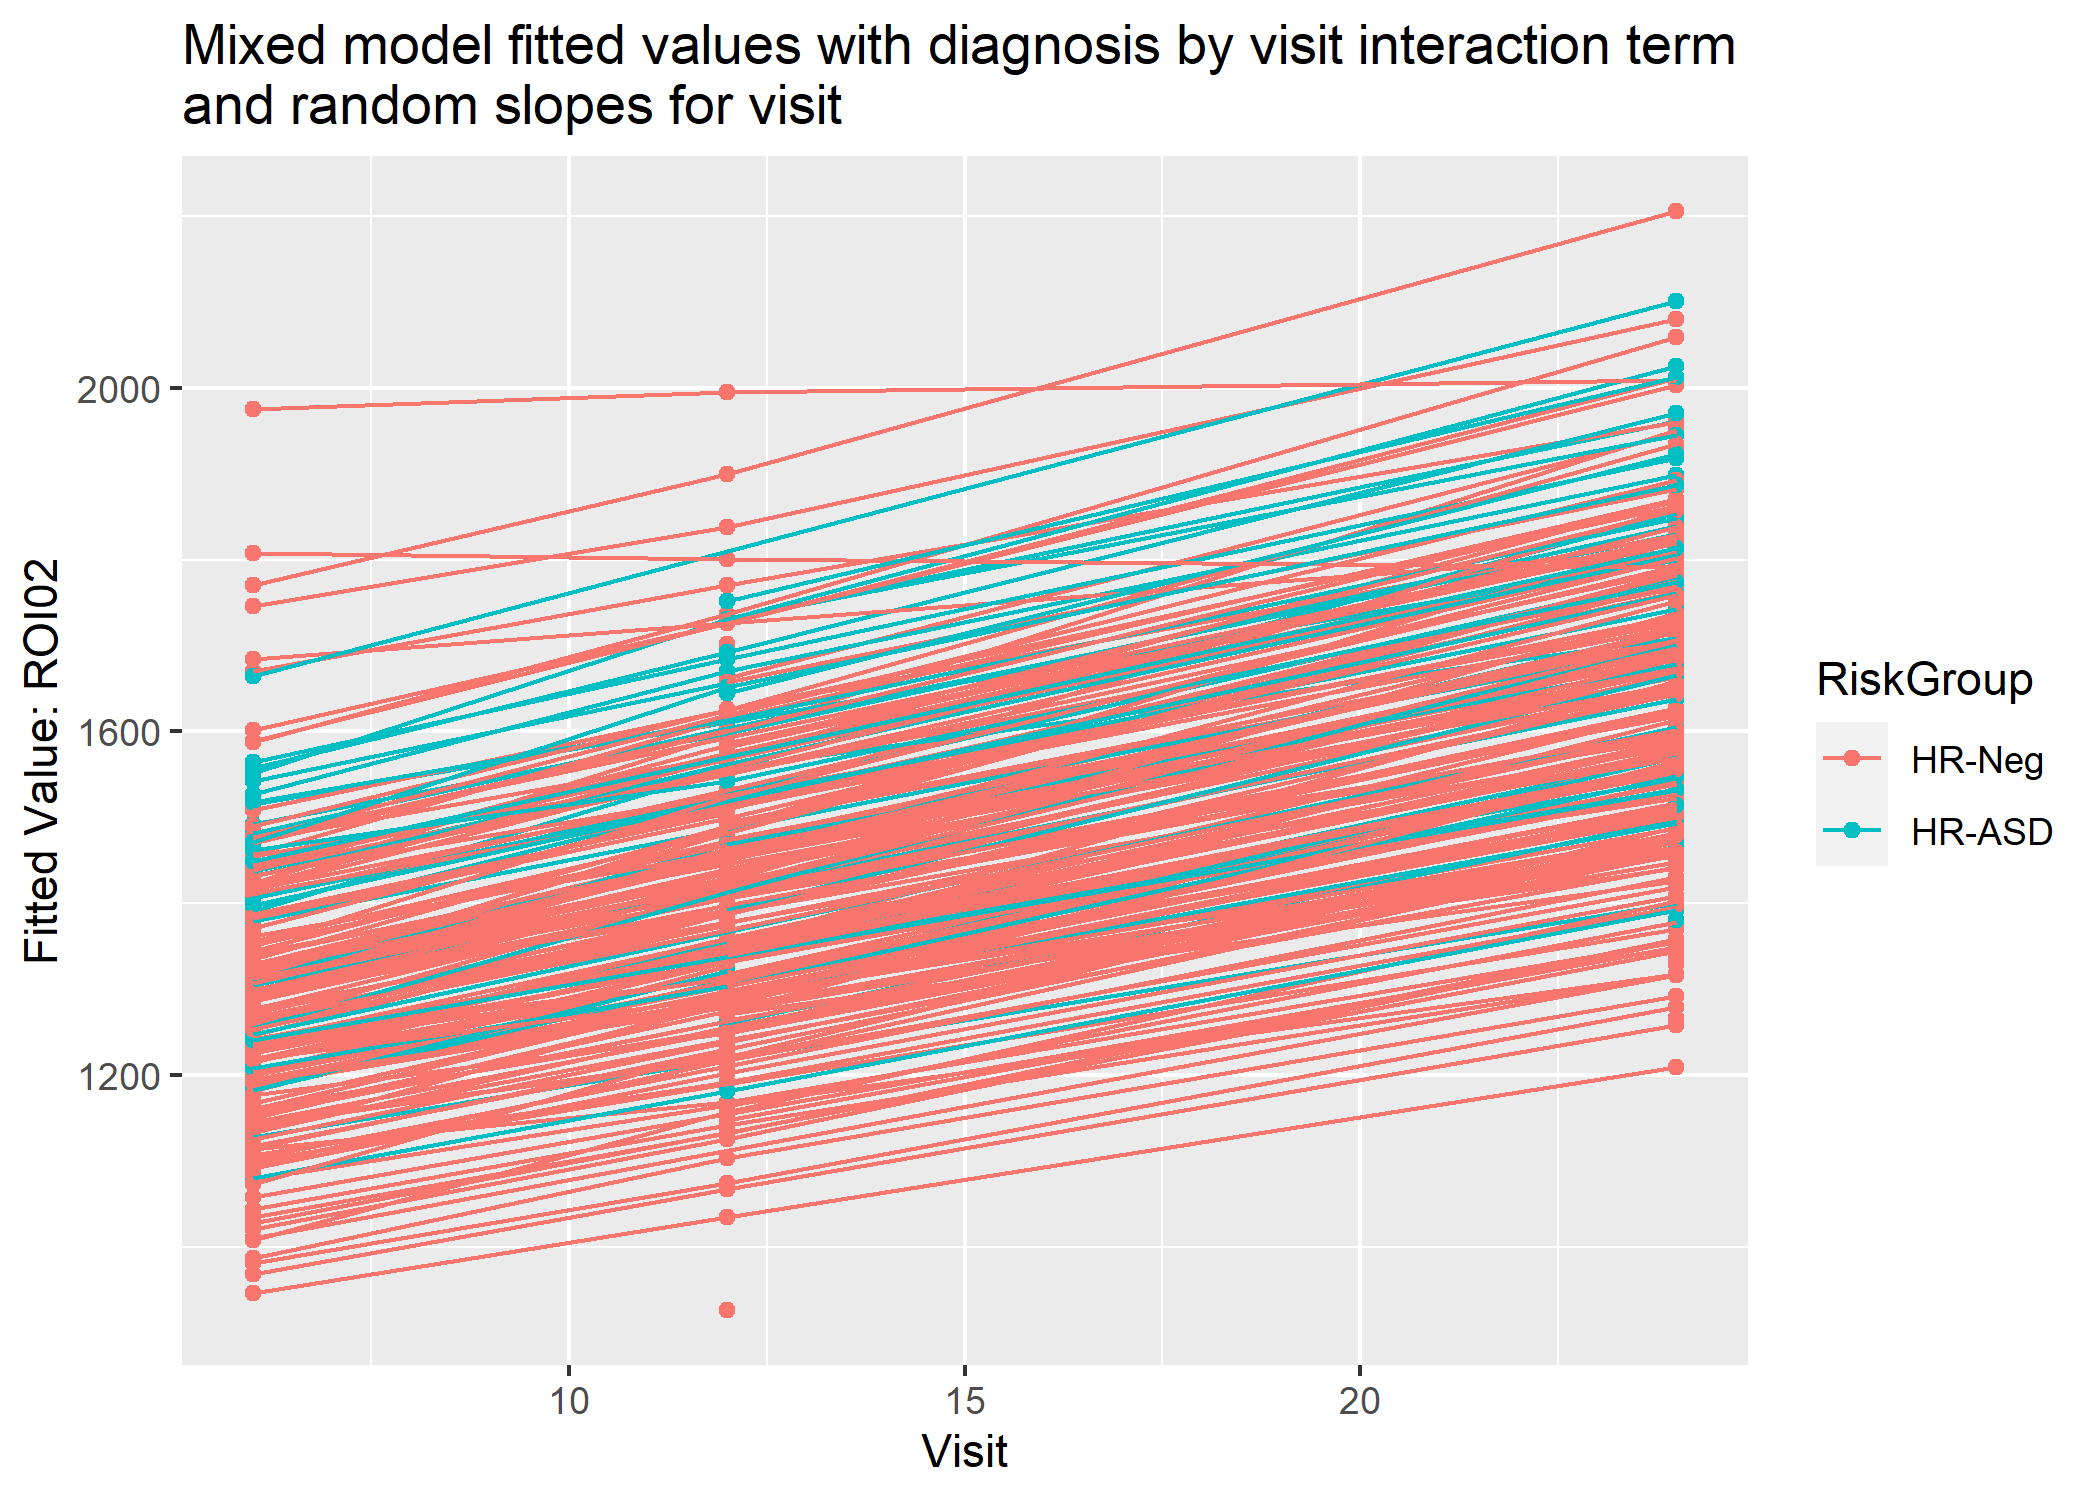 Mixed model fitted values with diagnosis by visit interaction term
and random slopes for visit
Fitted Value: ROI02
2000
1600
1200
10
15
20
Visit
RiskGroup
HR-Neg
HR-ASD